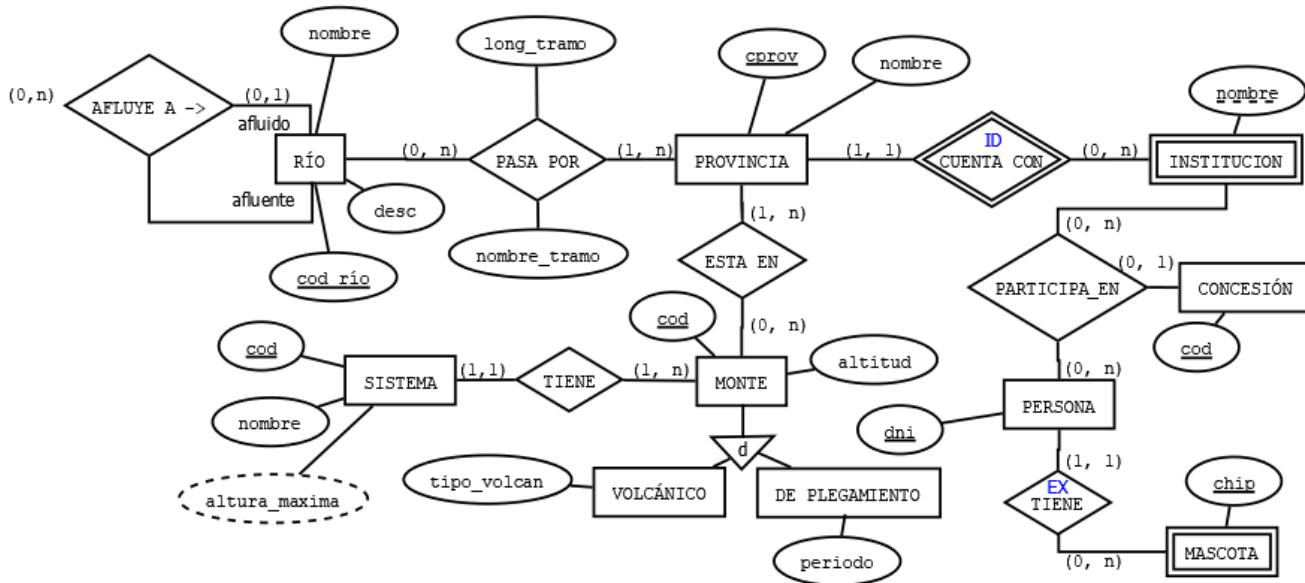 nombre
long_tramo
cprov
nombre
nombre
(0,n)
AFLUYE A ->
(0,1)
afluido
RÍO
(0, n)
PASA POR
(1, n)
PROVINCIA
(1, 1)
ID
CUENTA CON
(0, n)
INSTITUCION
afluente
desc
nombre_tramo
cod_río
(1, n)
ESTA EN
(0, n)
(0, n)
PARTICIPA_EN
(0, 1)
CONCESIÓN
cod
cod
SISTEMA
(1,1)
TIENE
(1, n)
cod
MONTE
altitud
nombre
altura_maxima
d
tipo_volcan
VOLCÁNICO
DE PLEGAMIENTO
periodo
(0, n)
PERSONA
dni
(1, 1)
EX
TIENE
(0, n)
chip
MASCOTA